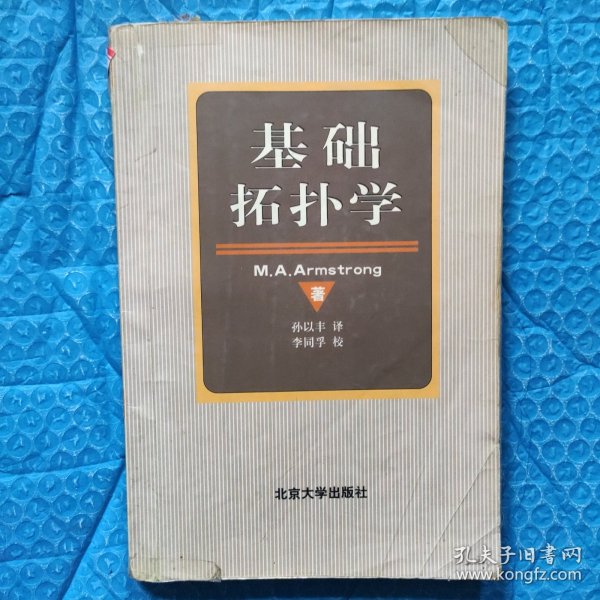 基础
拓扑学
M.A.Armstrong
著
孙以丰 译
李同孚 校
北京大学出版社
孔夫子旧书网
www.kongfz.com